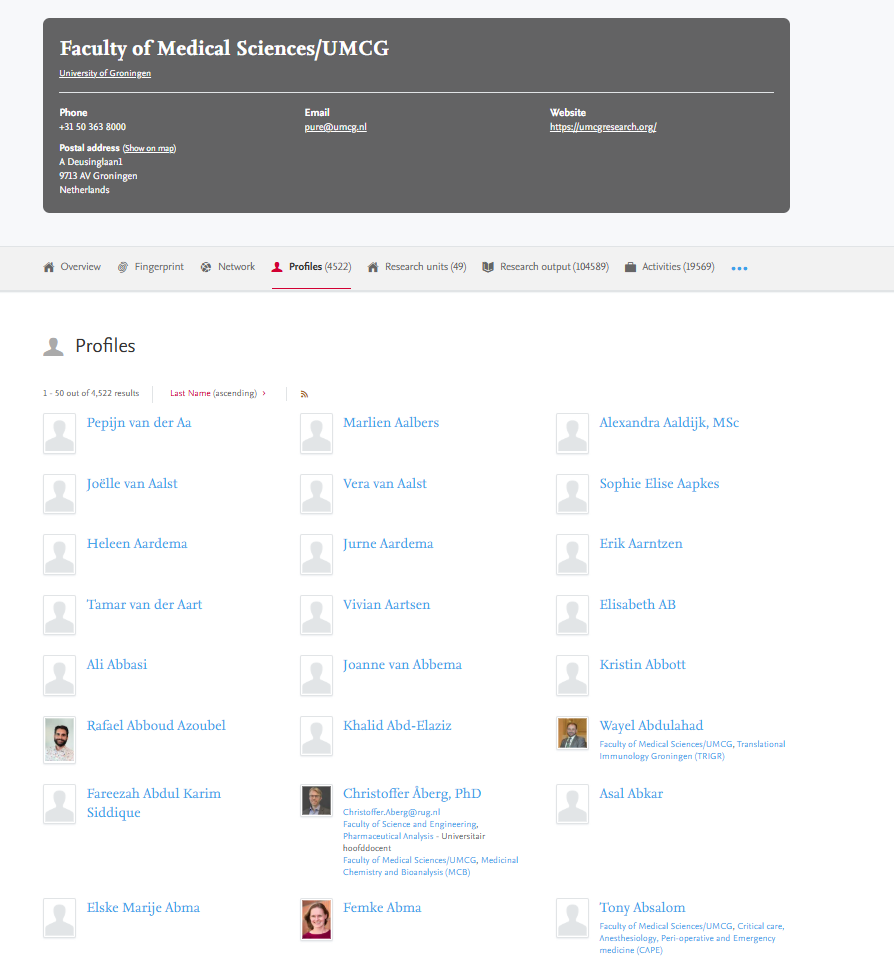 Faculty of Medical Sciences/UMCG
University of Groningen
Phone
+31 50 363 8000
Email
pure@umcg.nl
Website
https://umcgresearch.org/
Postal address (Show on map)
A Deusinglaan1
9713 AV Groningen
Netherlands
Overview
Fingerprint
Network
Profiles (4522)
Research units (49)
Research output (104589)
Activities (19569)
Profiles
1 - 50 out of 4,522 results
Last Name (ascending)
Pepijn van der Aa
Marlien Aalbers
Alexandra Aaldijk, MSc
Joëlle van Aalst
Vera van Aalst
Sophie Elise Aapkes
Heleen Aardema
Jurne Aardema
Erik Aarntzen
Tamar van der Aart
Vivian Aartsen
Elisabeth AB
Ali Abbasi
Joanne van Abbema
Kristin Abbott
Rafael Abboud Azoubel
Khalid Abd-Elaziz
Wayel Abdulahad
Faculty of Medical Sciences/UMCG, Translational
Immunology Groningen (TRIGR)
Fareezah Abdul Karim
Siddique
Christoffer Åberg, PhD
Christoffer.Aberg@rug.nl
Faculty of Science and Engineering,
Pharmaceutical Analysis - Universitair
hoofddocent
Faculty of Medical Sciences/UMCG, Medicinal
Chemistry and Bioanalysis (MCB)
Asal Abkar
Elske Marije Abma
Femke Abma
Tony Absalom
Faculty of Medical Sciences/UMCG, Critical care,
Anesthesiology, Peri-operative and Emergency
medicine (CAPE)